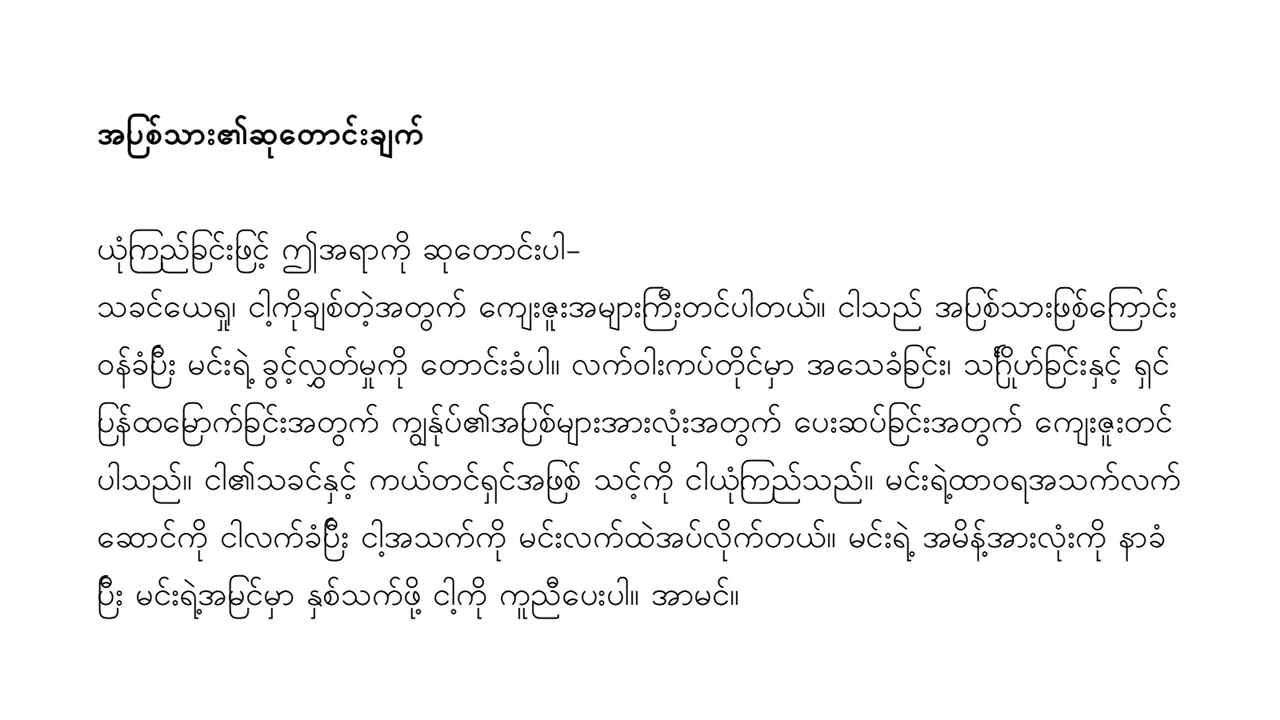 အပြစ်သား၏ဆုတောင်းချက်
ယုံကြည်ခြင်းဖြင့် ဤအရာကို ဆုတောင်းပါ–
သခင်ယေရှု၊ ငါ့ကိုချစ်တဲ့အတွက် ကျေးဇူးအများကြီးတင်ပါတယ်။ ငါသည် အပြစ်သားဖြစ်ကြောင်း
ဝန်ခံပြီး မင်းရဲ့ ခွင့်လွှတ်မှုကို တောင်းခံပါ။ လက်ဝါးကပ်တိုင်မှာ အသေခံခြင်း၊ သင်္ဂြိုဟ်ခြင်းနှင့် ရှင်
ပြန်ထမြောက်ခြင်းအတွက် ကျွန်ုပ်၏အပြစ်များအားလုံးအတွက် ပေးဆပ်ခြင်းအတွက် ကျေးဇူးတင်
ပါသည်။ ငါ၏သခင်နှင့် ကယ်တင်ရှင်အဖြစ် သင့်ကို ငါယုံကြည်သည်။ မင်းရဲ့ထာဝရအသက်လက်
ဆောင်ကို ငါလက်ခံပြီး ငါ့အသက်ကို မင်းလက်ထဲအပ်လိုက်တယ်။ မင်းရဲ့ အမိန့်အားလုံးကို နာခံ
ပြီး မင်းရဲ့အမြင်မှာ နှစ်သက်ဖို့ ငါ့ကို ကူညီပေးပါ။ အာမင်။